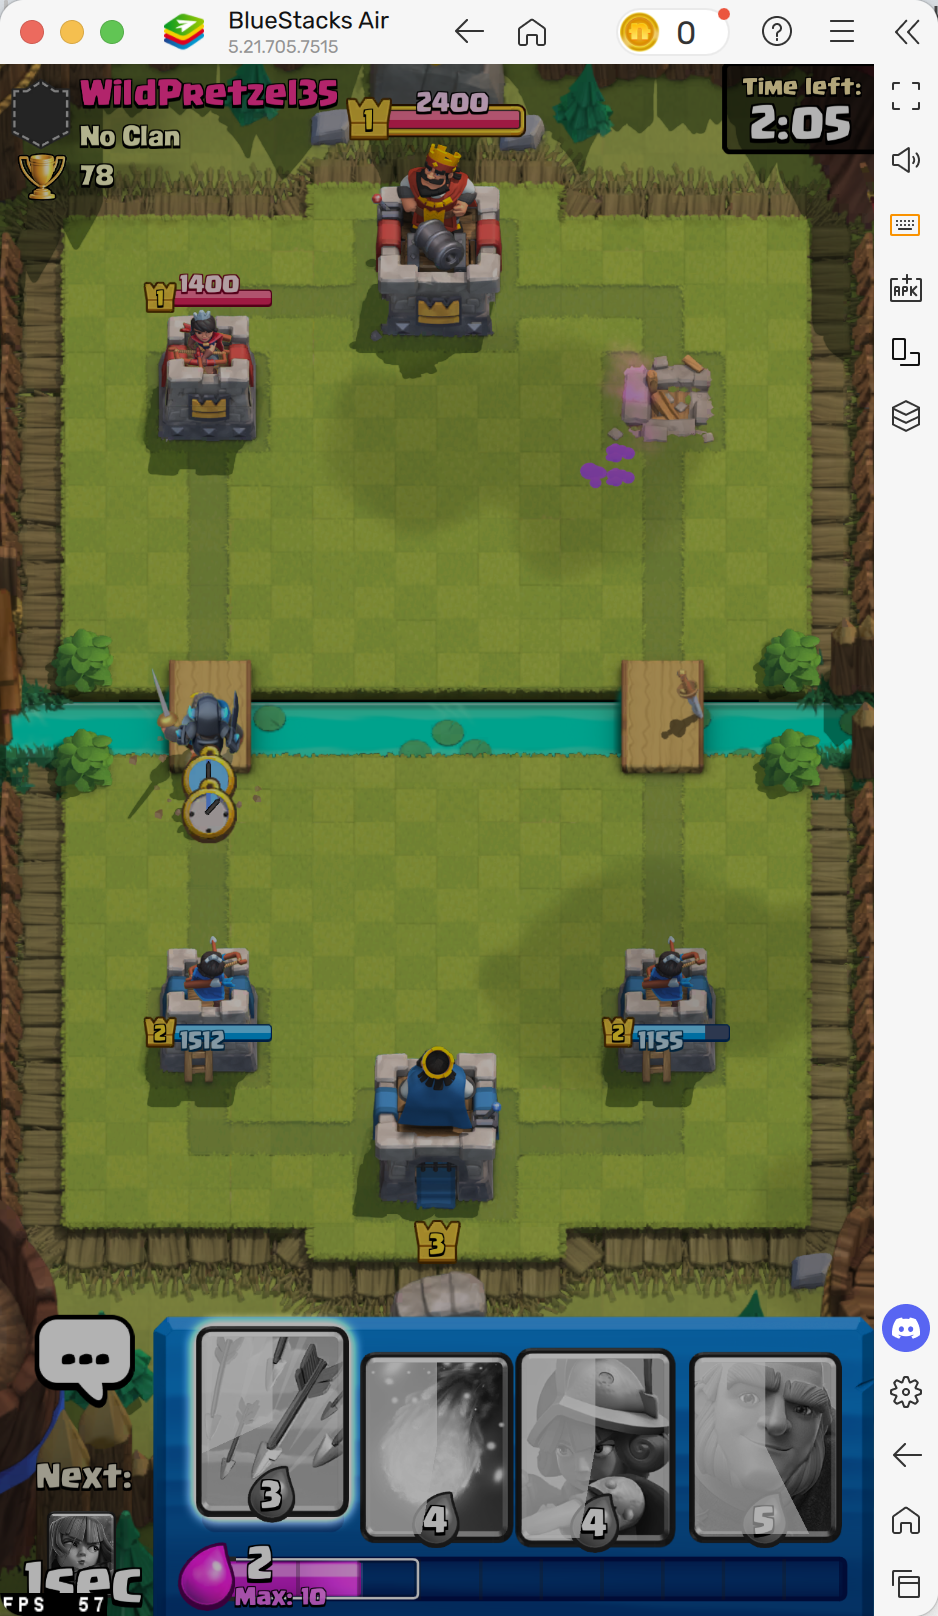 BlueStacks Air
5.21.705.7515
0
WildPretzel35
No Clan
78
1
2400
Time left:
2:05
APK
1
1400
2
1512
2
1155
3
Next:
1sec
3
4
4
5
2
Max: 10
FPS 57